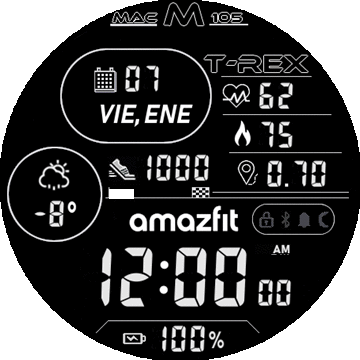 MAC M 105
T-REX
07
VIE, ENE
62
75
1000
0.70
-8°
amazfit
AM
12:00 00
100%